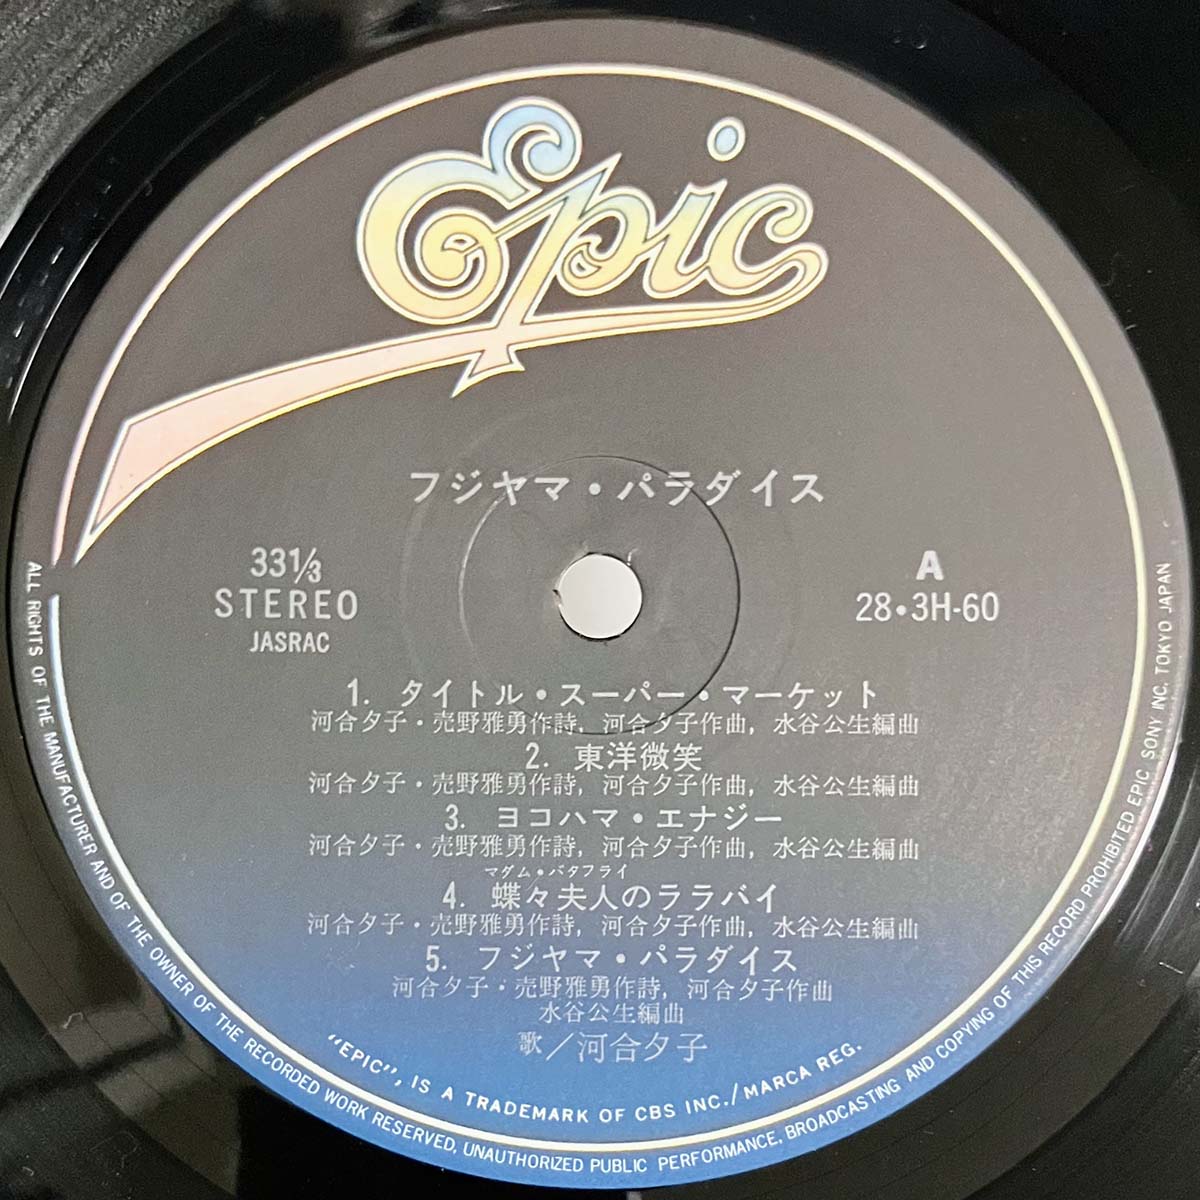 Epic
フジヤマ・パラダイス
33 1/3
STEREO
JASRAC
A
28・3H-60
1. タイトル・スーパー・マーケット
河合夕子・売野雅勇作詩, 河合夕子作曲, 水谷公生編曲
2. 東洋微笑
河合夕子・売野雅勇作詩, 河合夕子作曲, 水谷公生編曲
3. ヨコハマ・エナジー
河合夕子・売野雅勇作詩, 河合夕子作曲, 水谷公生編曲
マダム・バタフライ
4. 蝶々夫人のララバイ
河合夕子・売野雅勇作詩, 河合夕子作曲, 水谷公生編曲
5. フジヤマ・パラダイス
河合夕子・売野雅勇作詩, 河合夕子作曲
水谷公生編曲
歌/河合夕子
"EPIC", IS A TRADEMARK OF CBS INC./MARCA REG.
ALL RIGHTS OF THE MANUFACTURER AND OF THE OWNER OF THE RECORDED WORK RESERVED, UNAUTHORIZED PUBLIC PERFORMANCE, BROADCASTING AND COPYING OF THIS RECORD PROHIBITED EPIC SONY INC. TOKYO JAPAN